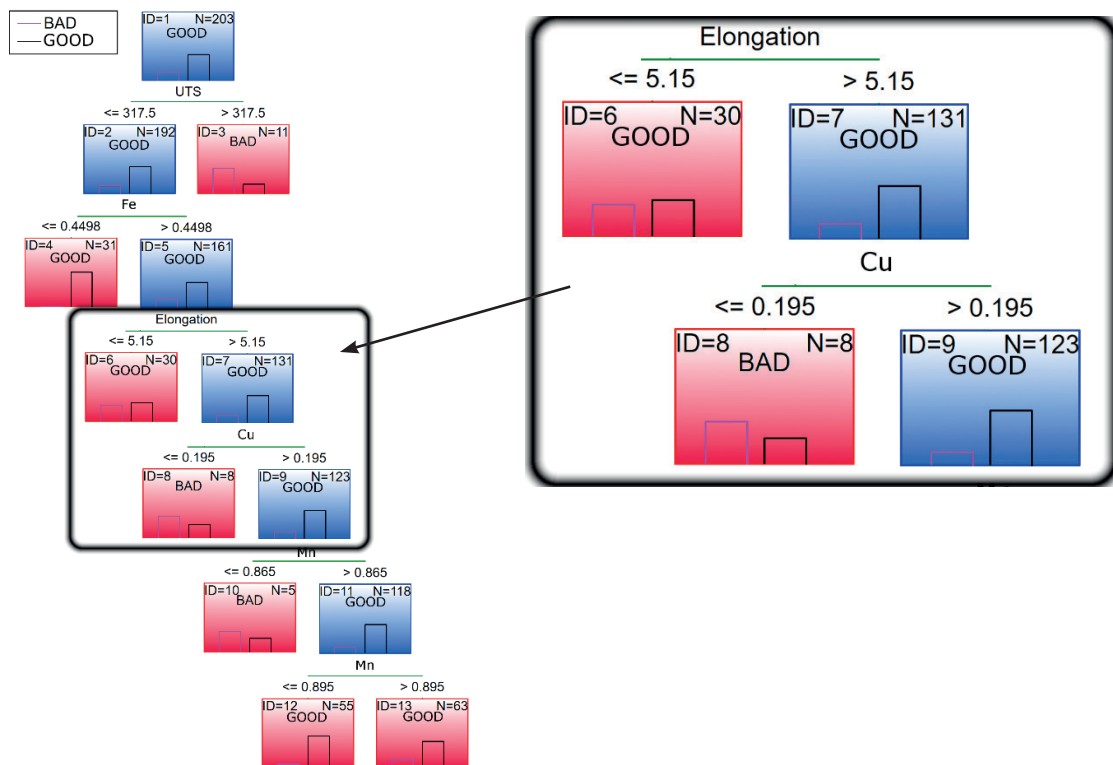 BAD
GOOD
ID=1 N=203
GOOD
UTS
<= 317.5 > 317.5
ID=2 N=192 ID=3 N=11
GOOD BAD
Fe
<= 0.4498 > 0.4498
ID=4 N=31 ID=5 N=161
GOOD GOOD
Elongation
<= 5.15 > 5.15
ID=6 N=30 ID=7 N=131
GOOD GOOD
Cu
<= 0.195 > 0.195
ID=8 N=8 ID=9 N=123
BAD GOOD
Mn
<= 0.865 > 0.865
ID=10 N=5 ID=11 N=118
BAD GOOD
Mn
<= 0.895 > 0.895
ID=12 N=55 ID=13 N=63
GOOD GOOD
Elongation
<= 5.15 > 5.15
ID=6 N=30 ID=7 N=131
GOOD GOOD
Cu
<= 0.195 > 0.195
ID=8 N=8 ID=9 N=123
BAD GOOD